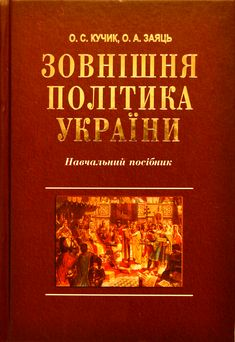 О. С. КУЧИК, О. А. ЗАЯЦЬ
ЗОВНІШНЯ
ПОЛІТИКА
УКРАЇНИ
Навчальний посібник